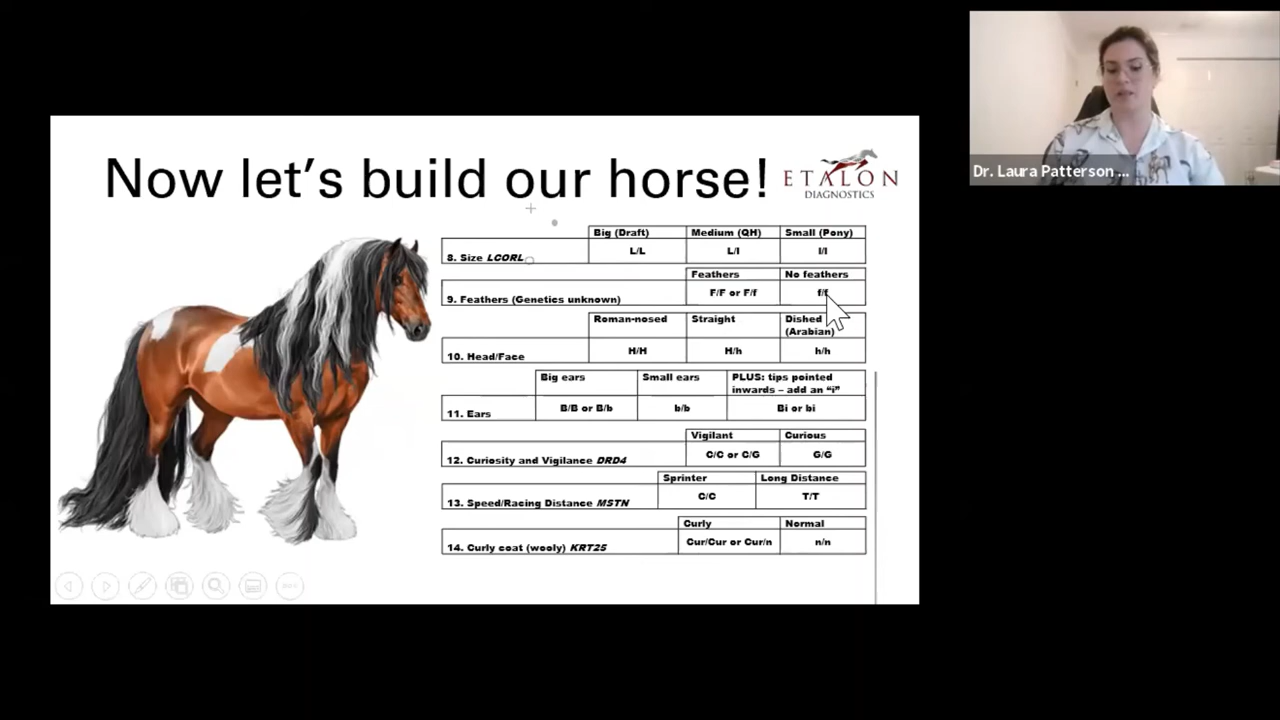 Now let's build our horse!
ETALON
DIAGNOSTICS
Dr. Laura Patterson ...
Big (Draft) Medium (QH) Small (Pony)
8. Size LCORL L/L L/l l/l
Feathers No feathers
9. Feathers (Genetics unknown) F/F or F/f f/f
Roman-nosed Straight Dished
(Arabian)
10. Head/Face H/H H/h h/h
Big ears Small ears PLUS: tips pointed
inwards – add an "i"
11. Ears B/B or B/b b/b Bi or bi
Vigilant Curious
12. Curiosity and Vigilance DRD4 C/C or C/G G/G
Sprinter Long Distance
13. Speed/Racing Distance MSTN C/C T/T
Curly Normal
14. Curly coat (wooly) KRT25 Cur/Cur or Cur/n n/n